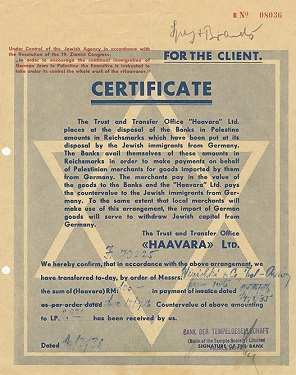 B Nº 08036
Under Control of the Jewish Agency in accordance
with the Resolution of the 19. Zionist Congress:
„in order to encourage the continual immigration of
German Jews to Palestine the Executive is instructed to
take under its control the whole work of the «Haavara»."
FOR THE CLIENT.
CERTIFICATE
The Trust and Transfer Office "Haavara" Ltd.
places at the disposal of the Banks in Palestine
amounts in Reichsmarks which have been put at its
disposal by the Jewish immigrants from Germany.
The Banks avail themselves of these amounts in
Reichsmarks in order to make payments on behalf
of Palestinian merchants for goods imported by them
from Germany. The merchants pay in the value of
the goods to the Banks and the "Haavara" Ltd. pays
the countervalue to the Jewish immigrants from Ger-
many. To the same extent that local merchants will
make use of this arrangement, the import of German
goods will serve to withdraw Jewish capital from
Germany.
The Trust and Transfer Office
«HAAVARA» LTD.
We hereby confirm, that in accordance with the above arrangement, we
have transferred to-day, by order of Messrs:
the sum of (Haavara) RM: in payment of invoice dated
as per order dated Countervalue of above amounting
to LP. has been received by us.
BANK DER TEMPELGESELLSCHAFT
(Bank of the Temple Society) Limited
SIGNATURE OF THE BANK
Dated